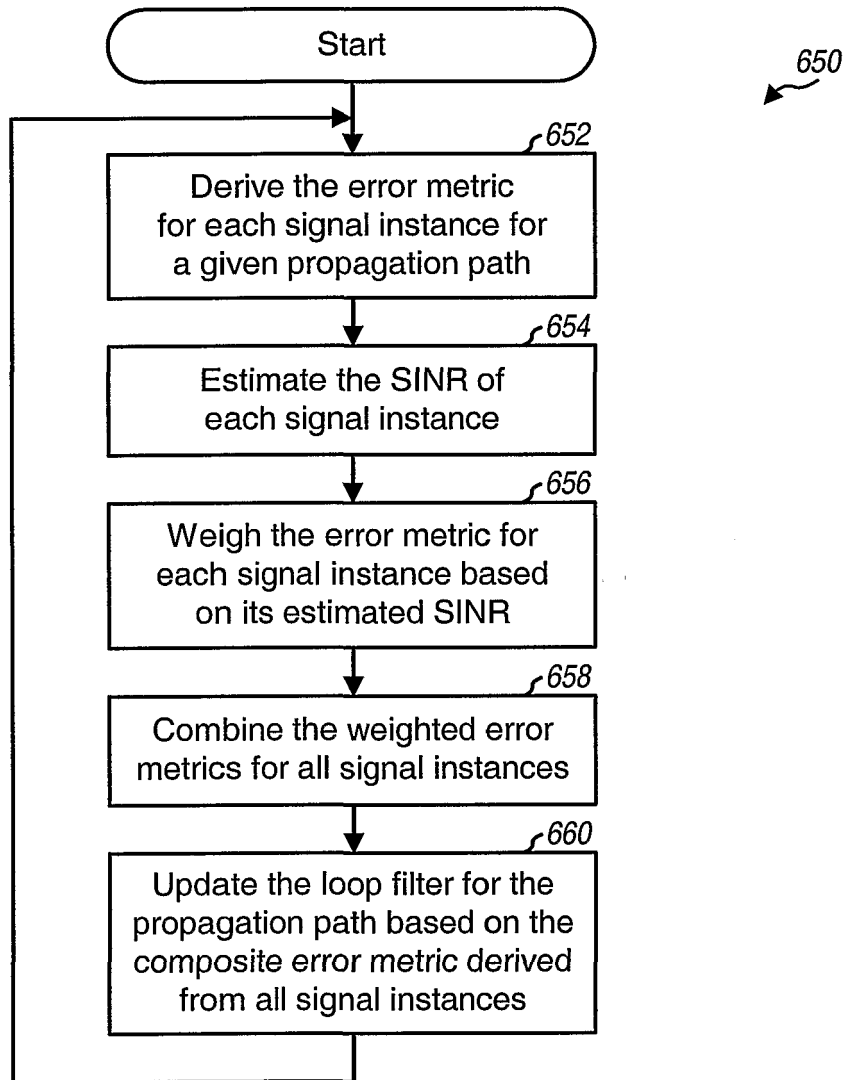 Start
650
652
Derive the error metric
for each signal instance for
a given propagation path
654
Estimate the SINR of
each signal instance
656
Weigh the error metric for
each signal instance based
on its estimated SINR
658
Combine the weighted error
metrics for all signal instances
660
Update the loop filter for the
propagation path based on the
composite error metric derived
from all signal instances